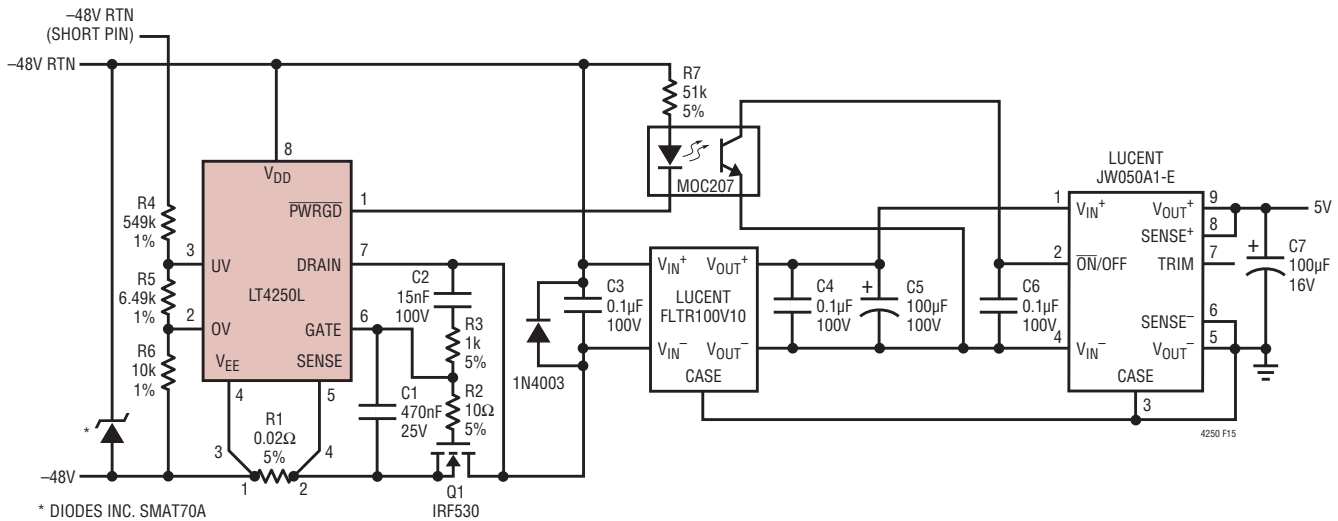 –48V RTN
(SHORT PIN)
–48V RTN
R4
549k
1%
R5
6.49k
1%
R6
10k
1%
*
–48V
* DIODES INC. SMAT70A
8
VDD
PWRGD
1
DRAIN
7
3
UV
LT4250L
2
OV
GATE
6
VEE
SENSE
4
5
R1
0.02Ω
5%
3
4
1
2
C2
15nF
100V
R3
1k
5%
R2
10Ω
5%
C1
470nF
25V
Q1
IRF530
1N4003
C3
0.1µF
100V
R7
51k
5%
MOC207
VIN+
VOUT+
LUCENT
FLTR100V10
VIN–
VOUT–
CASE
C4
0.1µF
100V
+
C5
100µF
100V
C6
0.1µF
100V
LUCENT
JW050A1-E
1
VIN+
VOUT+
9
SENSE+
8
2
ON/OFF
TRIM
7
SENSE–
6
4
VIN–
VOUT–
5
CASE
3
5V
+
C7
100µF
16V
4250 F15